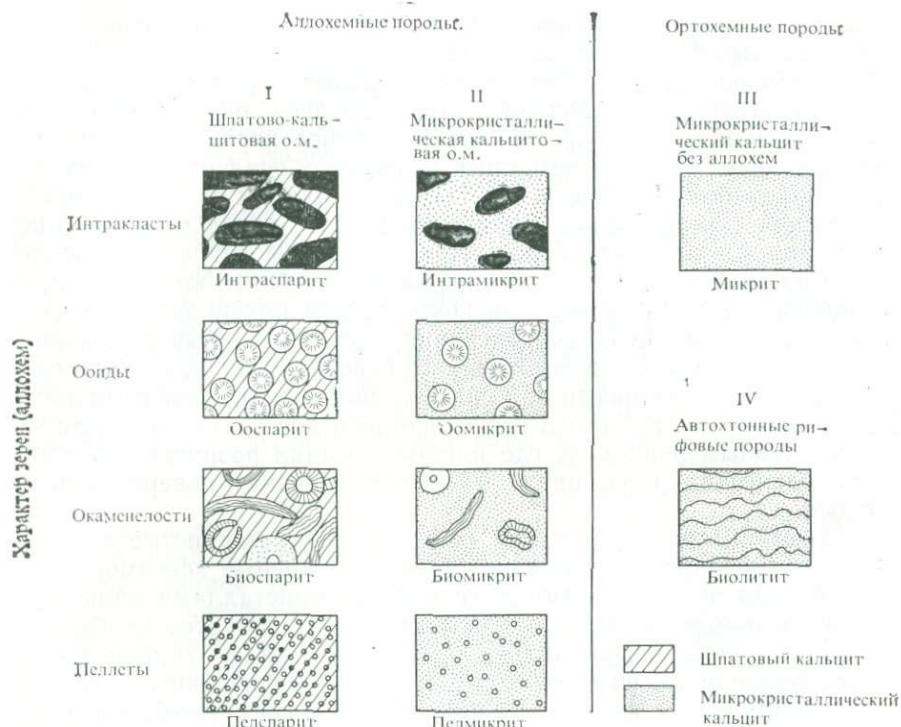 Аллохемные породы.
Ортохемные породы
I
Шпатово-каль-
цитовая о.м.
II
Микрокристалли-
ческая кальцито-
вая о.м.
III
Микрокристалли-
ческий кальцит
без аллохем
Характер зерен (аллохем)
Интракласты
Интраспарит
Интрамикрит
Микрит
Ооиды
Ооспарит
Оомикрит
IV
Автохтонные ри-
фовые породы
Окаменелости
Биоспарит
Биомикрит
Биолитит
Пеллеты
Пелспарит
Пелмикрит
Шпатовый кальцит
Микрокристаллический
кальцит